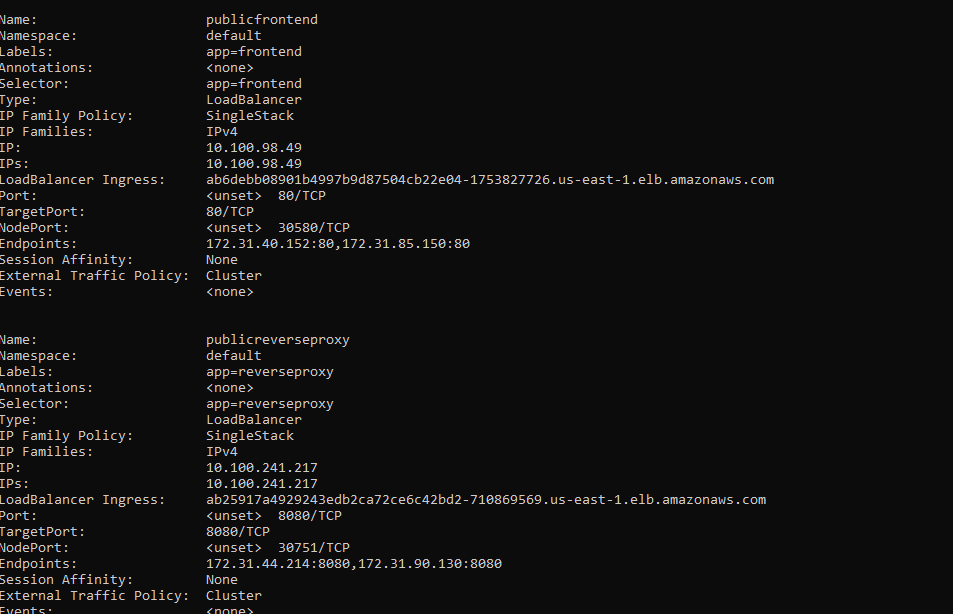 Name:                     publicfrontend
Namespace:                default
Labels:                   app=frontend
Annotations:              <none>
Selector:                 app=frontend
Type:                     LoadBalancer
IP Family Policy:         SingleStack
IP Families:              IPv4
IP:                       10.100.98.49
IPs:                      10.100.98.49
LoadBalancer Ingress:     ab6debb08901b4997b9d87504cb22e04-1753827726.us-east-1.elb.amazonaws.com
Port:                     <unset>  80/TCP
TargetPort:               80/TCP
NodePort:                 <unset>  30580/TCP
Endpoints:                172.31.40.152:80,172.31.85.150:80
Session Affinity:         None
External Traffic Policy:  Cluster
Events:                   <none>
Name:                     publicreverseproxy
Namespace:                default
Labels:                   app=reverseproxy
Annotations:              <none>
Selector:                 app=reverseproxy
Type:                     LoadBalancer
IP Family Policy:         SingleStack
IP Families:              IPv4
IP:                       10.100.241.217
IPs:                      10.100.241.217
LoadBalancer Ingress:     ab25917a4929243edb2ca72ce6c42bd2-710869569.us-east-1.elb.amazonaws.com
Port:                     <unset>  8080/TCP
TargetPort:               8080/TCP
NodePort:                 <unset>  30751/TCP
Endpoints:                172.31.44.214:8080,172.31.90.130:8080
Session Affinity:         None
External Traffic Policy:  Cluster
Events:                   <none>